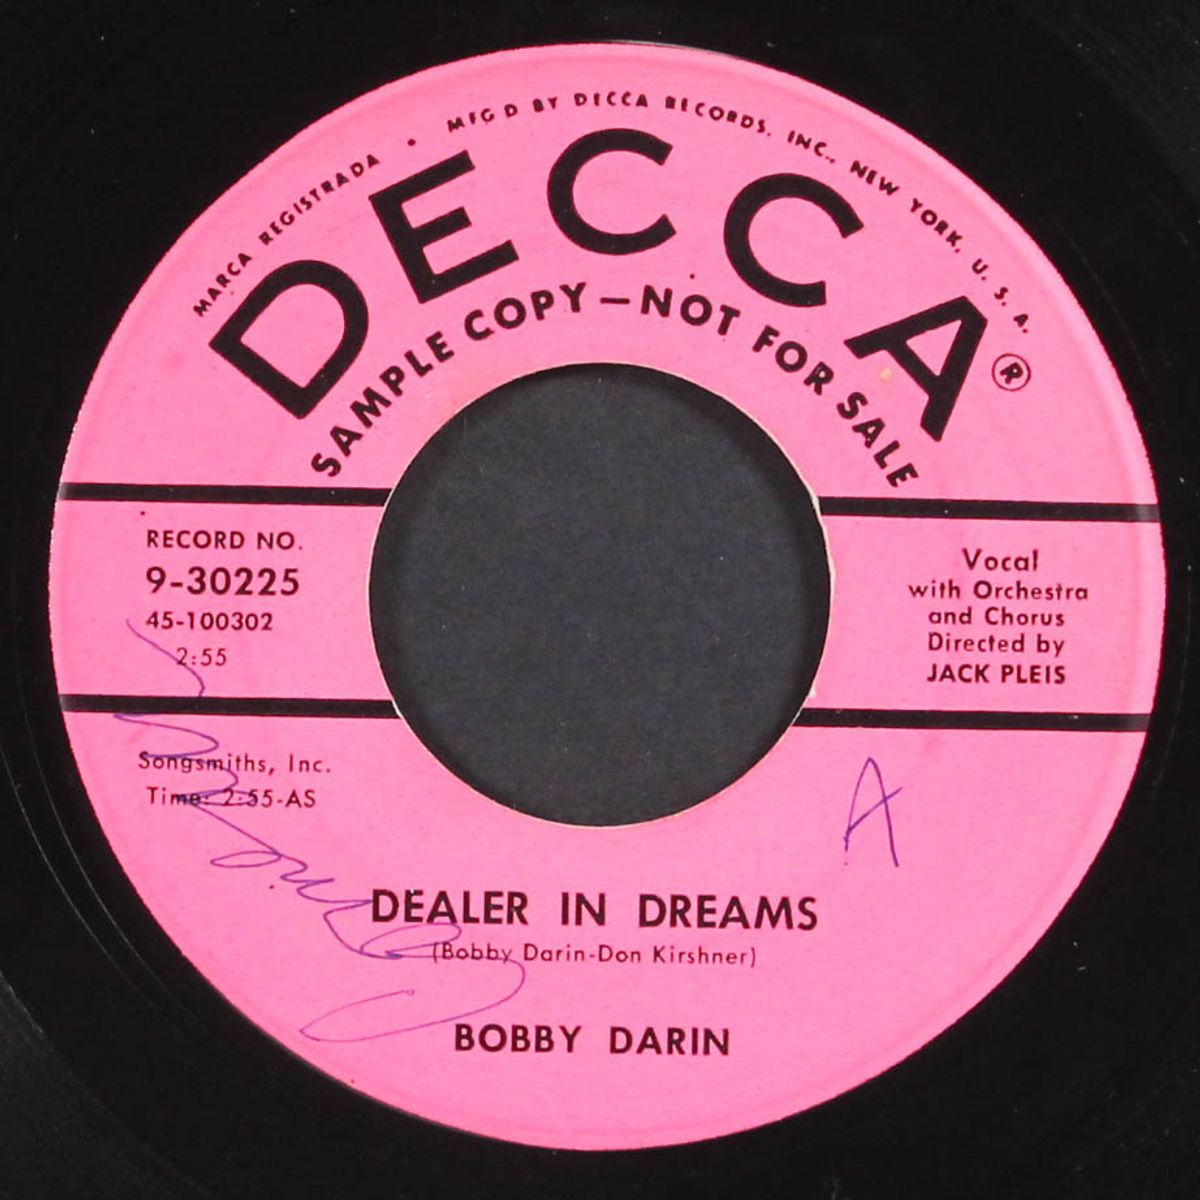 MARCA REGISTRADA • MFG'D BY DECCA RECORDS, INC., NEW YORK, U. S. A.
DECCA®
SAMPLE COPY—NOT FOR SALE
RECORD NO.
9-30225
45-100302
2:55
Vocal
with Orchestra
and Chorus
Directed by
JACK PLEIS
Songsmiths, Inc.
Time: 2:55-AS
A
DEALER IN DREAMS
(Bobby Darin-Don Kirshner)
BOBBY DARIN